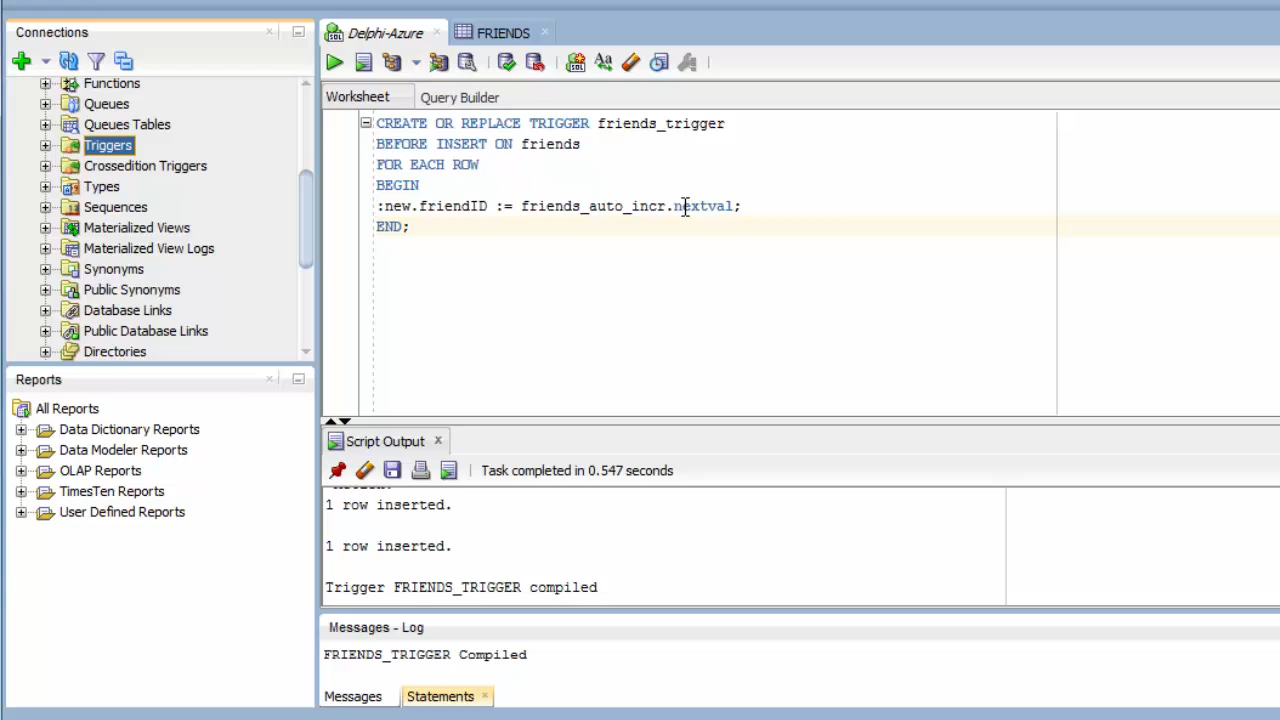 Connections
Functions
Queues
Queues Tables
Triggers
Crossedition Triggers
Types
Sequences
Materialized Views
Materialized View Logs
Synonyms
Public Synonyms
Database Links
Public Database Links
Directories
Reports
All Reports
Data Dictionary Reports
Data Modeler Reports
OLAP Reports
TimesTen Reports
User Defined Reports
Delphi-Azure
FRIENDS
Worksheet
Query Builder
CREATE OR REPLACE TRIGGER friends_trigger
BEFORE INSERT ON friends
FOR EACH ROW
BEGIN
:new.friendID := friends_auto_incr.nextval;
END;
Script Output
Task completed in 0.547 seconds
1 row inserted.
1 row inserted.
Trigger FRIENDS_TRIGGER compiled
Messages - Log
FRIENDS_TRIGGER Compiled
Messages
Statements